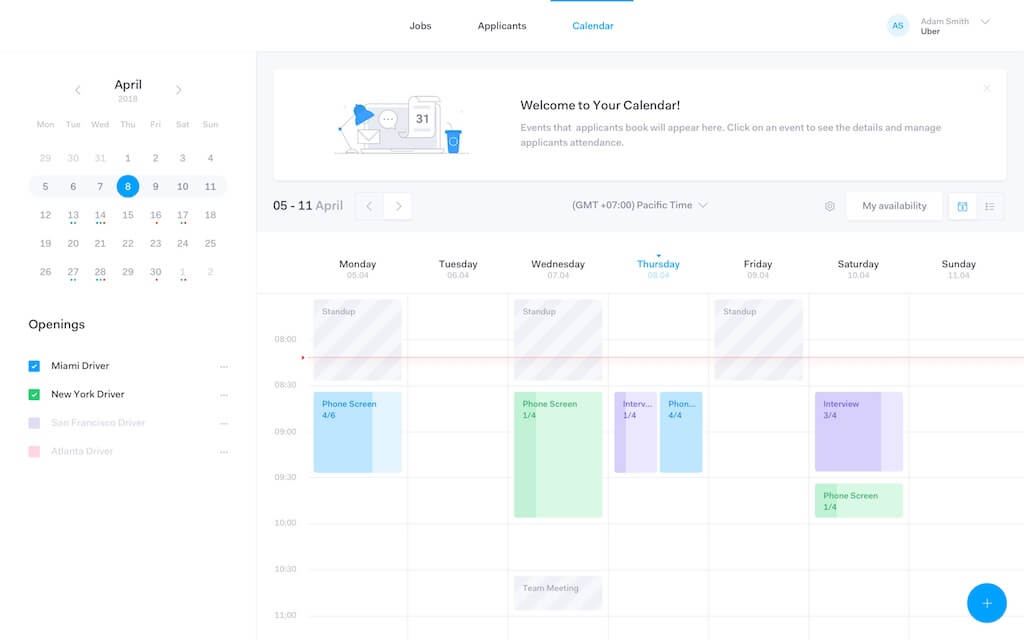 Jobs
Applicants
Calendar
AS
Adam Smith
Uber
April
2018
Mon Tue Wed Thu Fri Sat Sun
29 30 31 1 2 3 4
5 6 7 8 9 10 11
12 13 14 15 16 17 18
19 20 21 22 23 24 25
26 27 28 29 30 1 2
Openings
Miami Driver
New York Driver
San Francisco Driver
Atlanta Driver
31
Welcome to Your Calendar!
Events that applicants book will appear here. Click on an event to see the details and manage
applicants attendance.
05 - 11 April
(GMT +07:00) Pacific Time
My availability
Monday Tuesday Wednesday Thursday Friday Saturday Sunday
05.04 06.04 07.04 08.04 09.04 10.04 11.04
Standup Standup Standup
08:00
08:30
Phone Screen Phone Screen Interv... Phon... Interview
4/6 1/4 1/4 4/4 3/4
09:00
09:30
Phone Screen
1/4
10:00
10:30
Team Meeting
11:00